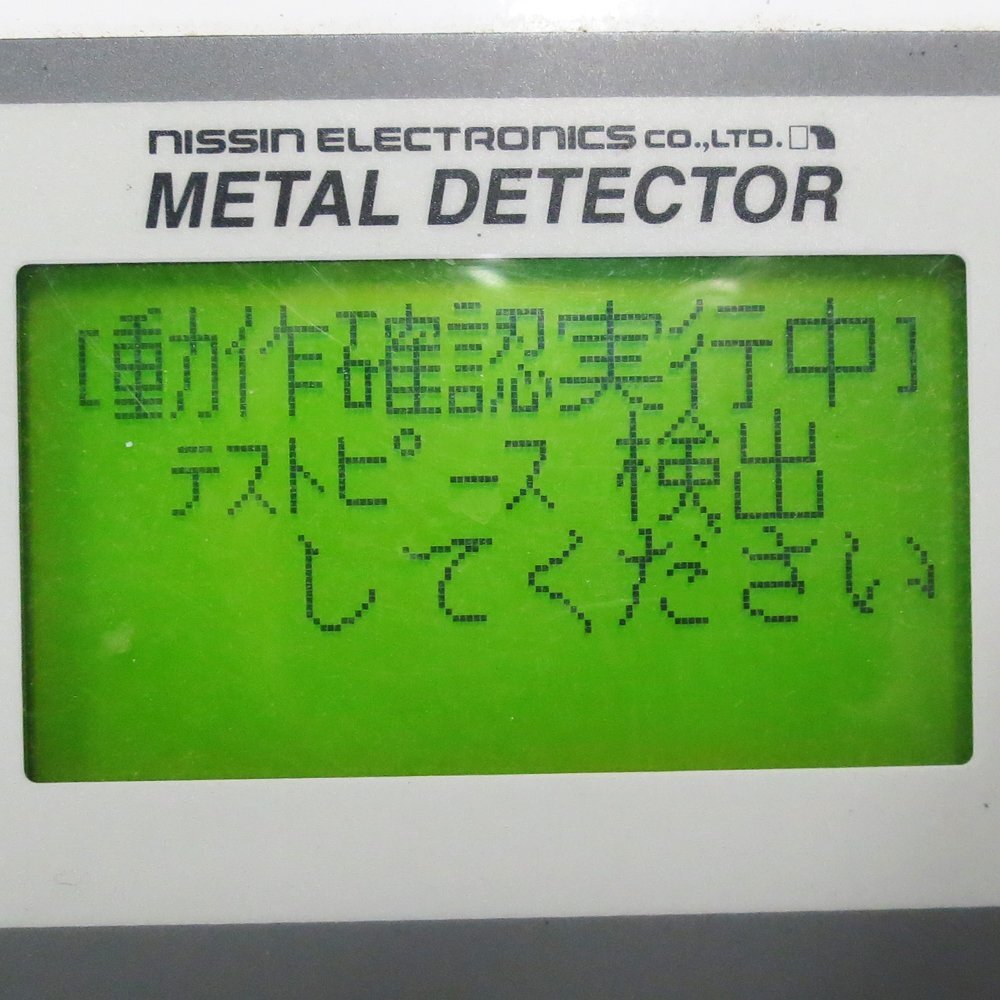 NISSIN ELECTRONICS CO.,LTD.
METAL DETECTOR
[動作確認実行中]
ﾃｽﾄﾋﾟｰｽ 検出
してください